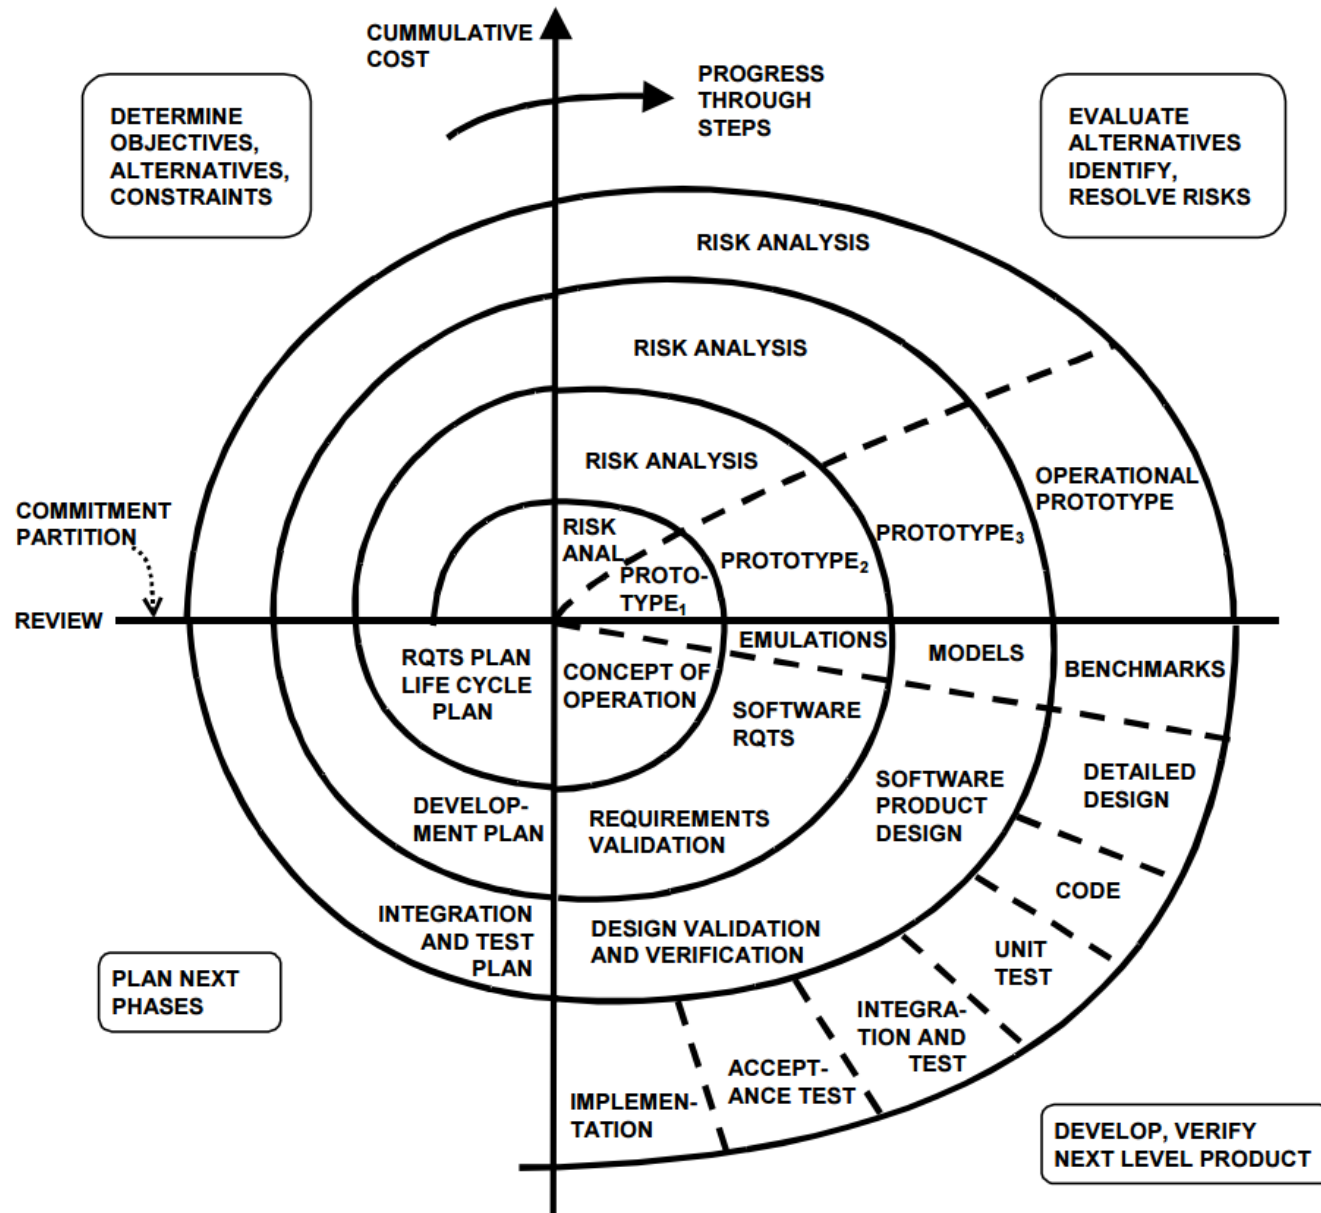 CUMMULATIVE
COST
PROGRESS
THROUGH
STEPS
DETERMINE
OBJECTIVES,
ALTERNATIVES,
CONSTRAINTS
EVALUATE
ALTERNATIVES
IDENTIFY,
RESOLVE RISKS
RISK ANALYSIS
RISK ANALYSIS
RISK ANALYSIS
RISK
ANAL
PROTO-
TYPE₁
PROTOTYPE₂
PROTOTYPE₃
OPERATIONAL
PROTOTYPE
COMMITMENT
PARTITION
REVIEW
EMULATIONS
MODELS
BENCHMARKS
RQTS PLAN
LIFE CYCLE
PLAN
CONCEPT OF
OPERATION
SOFTWARE
RQTS
SOFTWARE
PRODUCT
DESIGN
DETAILED
DESIGN
DEVELOP-
MENT PLAN
REQUIREMENTS
VALIDATION
CODE
INTEGRATION
AND TEST
PLAN
DESIGN VALIDATION
AND VERIFICATION
UNIT
TEST
PLAN NEXT
PHASES
INTEGRA-
TION AND
TEST
ACCEPT-
ANCE TEST
IMPLEMEN-
TATION
DEVELOP, VERIFY
NEXT LEVEL PRODUCT